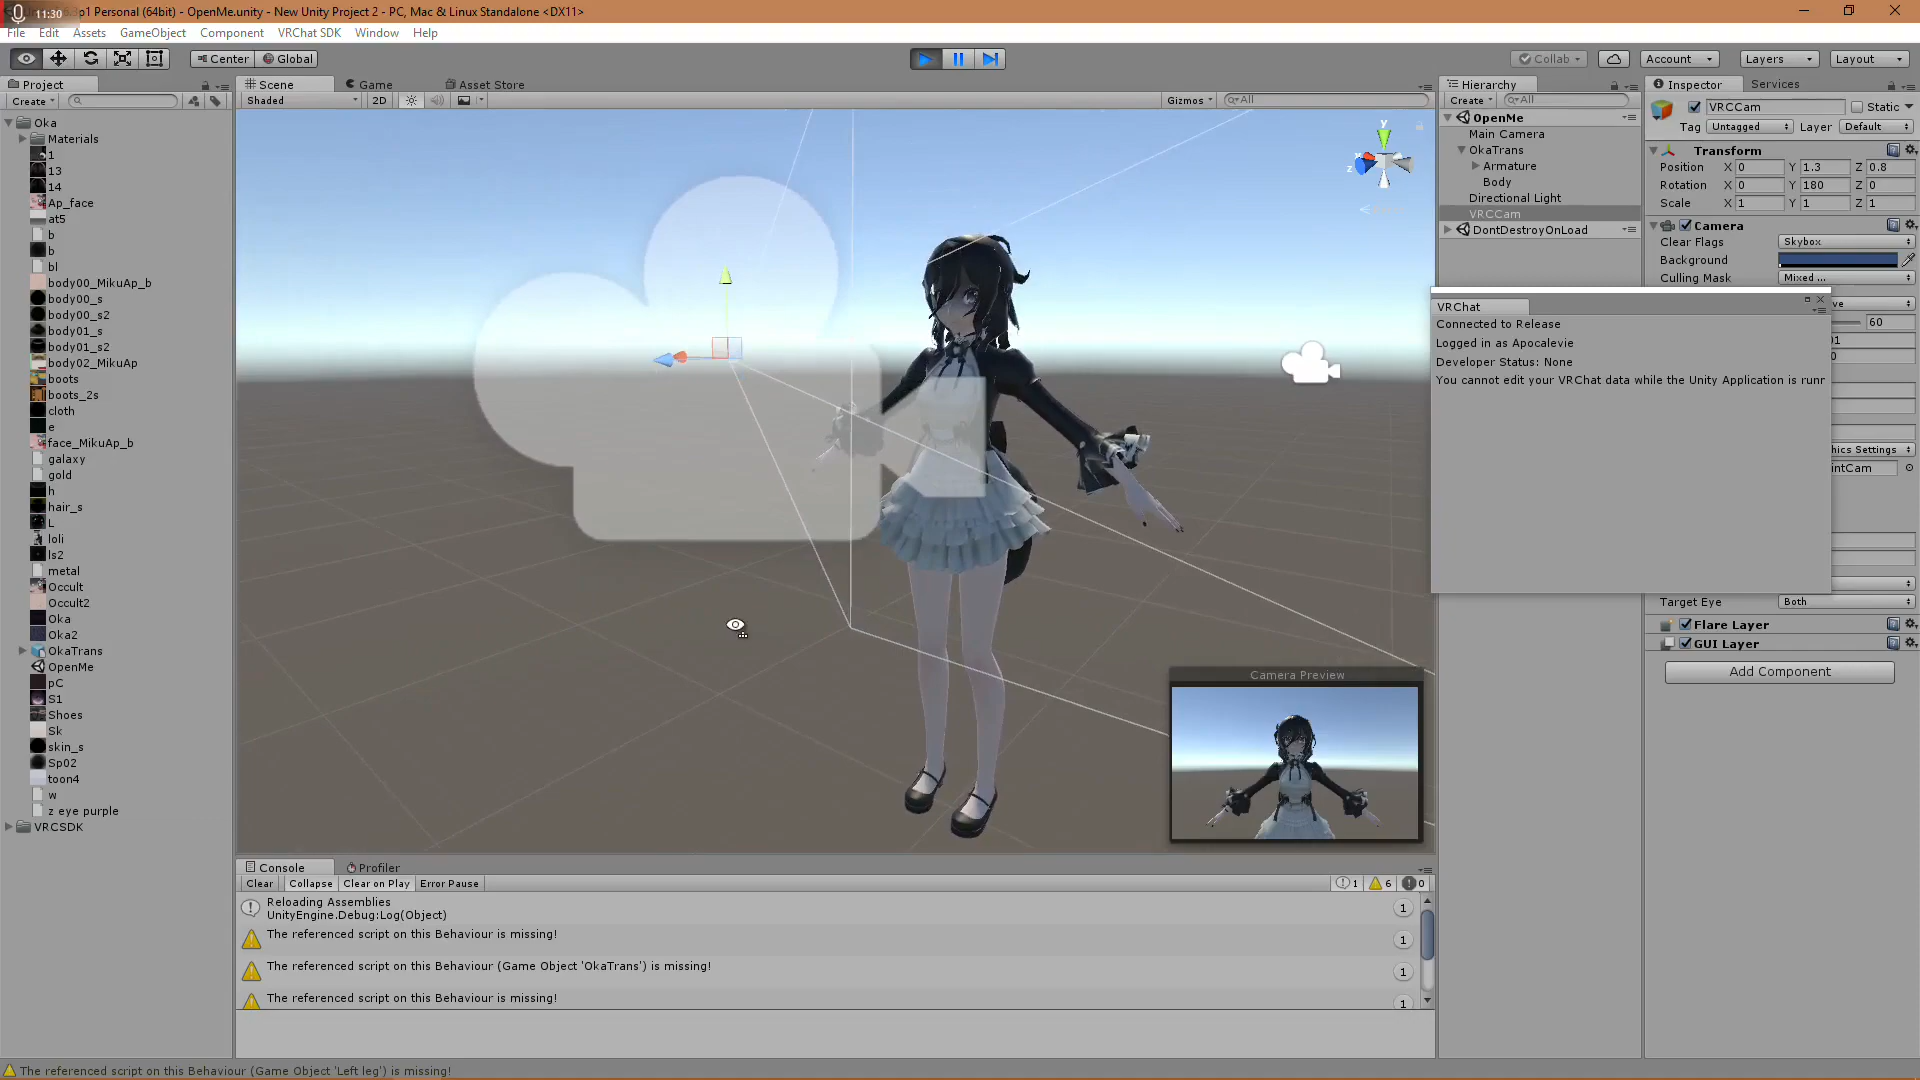 11:30
p1 Personal (64bit) - OpenMe.unity - New Unity Project 2 - PC, Mac & Linux Standalone <DX11>
File Edit Assets GameObject Component VRChat SDK Window Help
Center Global
Collab Account Layers Layout
Project
Create
Oka
Materials
1
13
14
Ap_face
at5
b
b
bl
body00_MikuAp_b
body00_s
body00_s2
body01_s
body01_s2
body02_MikuAp
boots
boots_2s
cloth
e
face_MikuAp_b
galaxy
gold
h
hair_s
L
loli
ls2
metal
Occult
Occult2
Oka
Oka2
OkaTrans
OpenMe
pC
S1
Shoes
Sk
skin_s
Sp02
toon4
w
z eye purple
VRCSDK
Scene Game Asset Store
Shaded 2D Gizmos All
y
z
Camera Preview
Console Profiler
Clear Collapse Clear on Play Error Pause 1 6 0
Reloading Assemblies
UnityEngine.Debug:Log(Object)
1
The referenced script on this Behaviour is missing!
1
The referenced script on this Behaviour (Game Object 'OkaTrans') is missing!
1
The referenced script on this Behaviour is missing!
1
Hierarchy
Create All
OpenMe
Main Camera
OkaTrans
Armature
Body
Directional Light
VRCCam
DontDestroyOnLoad
VRChat
Connected to Release
Logged in as Apocalevie
Developer Status: None
You cannot edit your VRChat data while the Unity Application is runr
Inspector Services
VRCCam Static
Tag Untagged Layer Default
Transform
Position X 0 Y 1.3 Z 0.8
Rotation X 0 Y 180 Z 0
Scale X 1 Y 1 Z 1
Camera
Clear Flags Skybox
Background
Culling Mask Mixed ...
ve
60
01
0
hics Settings
intCam
Target Eye Both
Flare Layer
GUI Layer
Add Component
The referenced script on this Behaviour (Game Object 'Left leg') is missing!